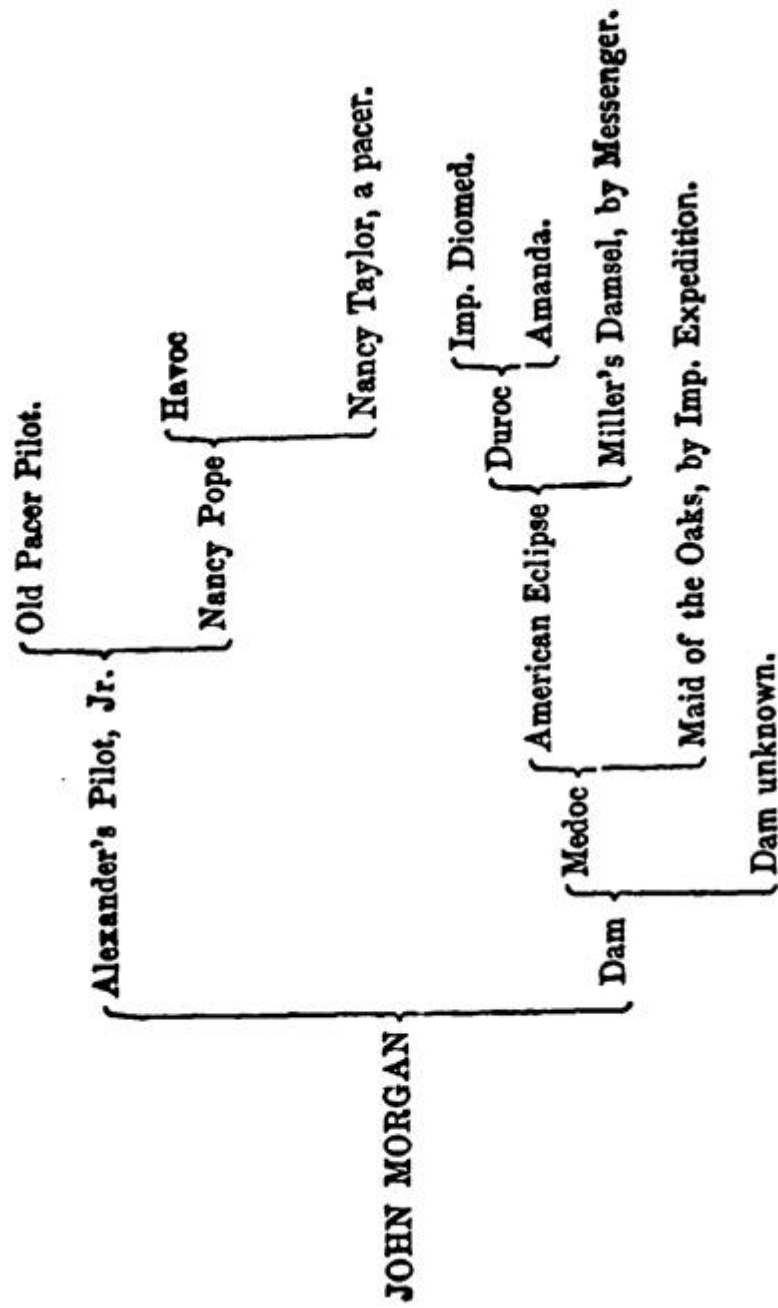 Old Pacer Pilot.
Alexander's Pilot, Jr.
Havoc
Nancy Pope
Nancy Taylor, a pacer.
JOHN MORGAN
Imp. Diomed.
Duroc
Amanda.
American Eclipse
Miller's Damsel, by Messenger.
Medoc
Maid of the Oaks, by Imp. Expedition.
Dam
Dam unknown.